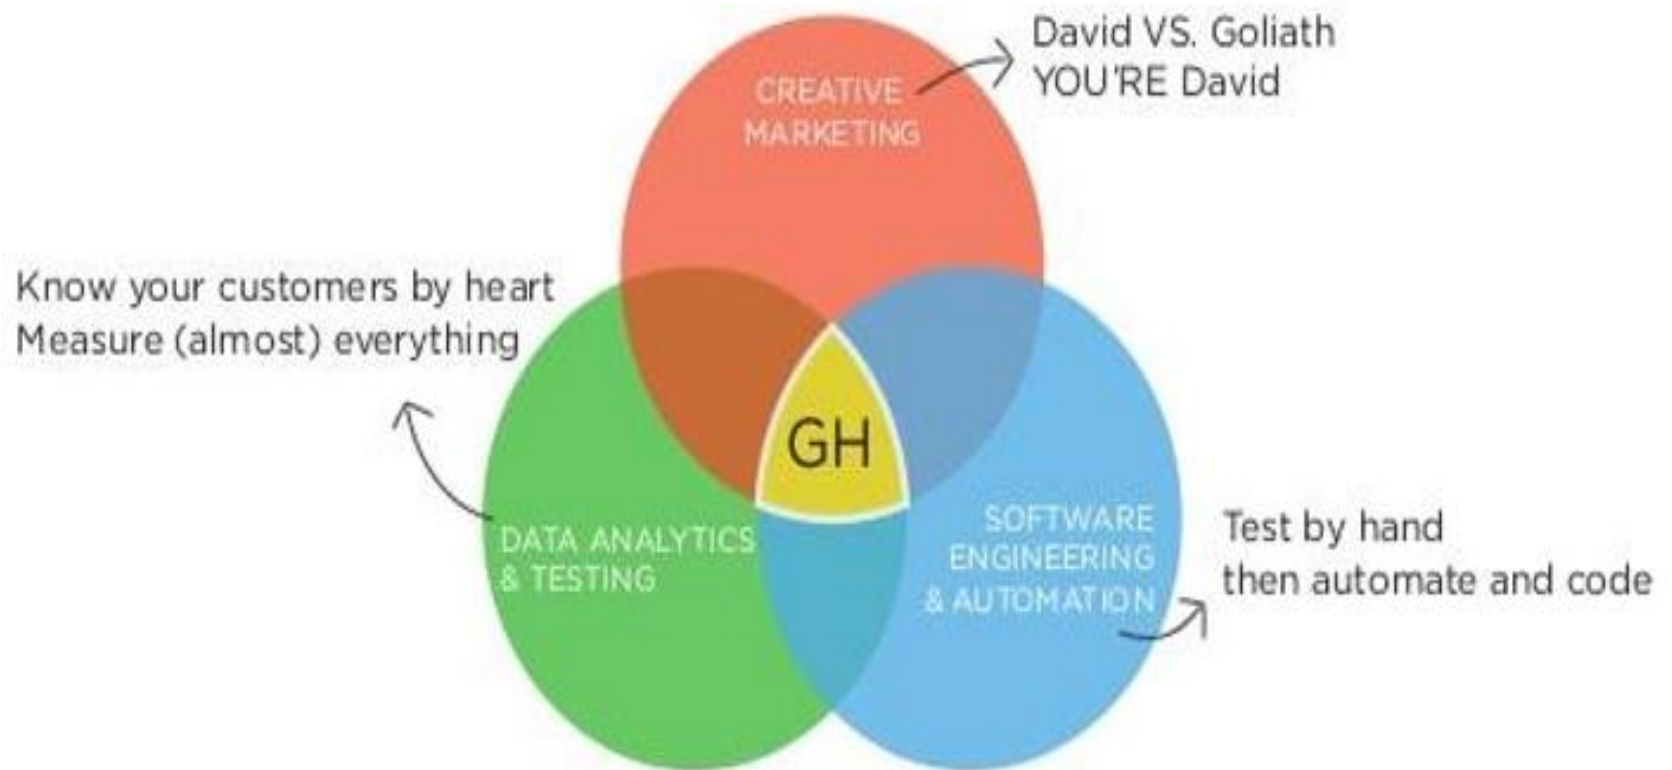 David VS. Goliath
YOU'RE David
CREATIVE
MARKETING
Know your customers by heart
Measure (almost) everything
GH
DATA ANALYTICS
& TESTING
SOFTWARE
ENGINEERING
& AUTOMATION
Test by hand
then automate and code